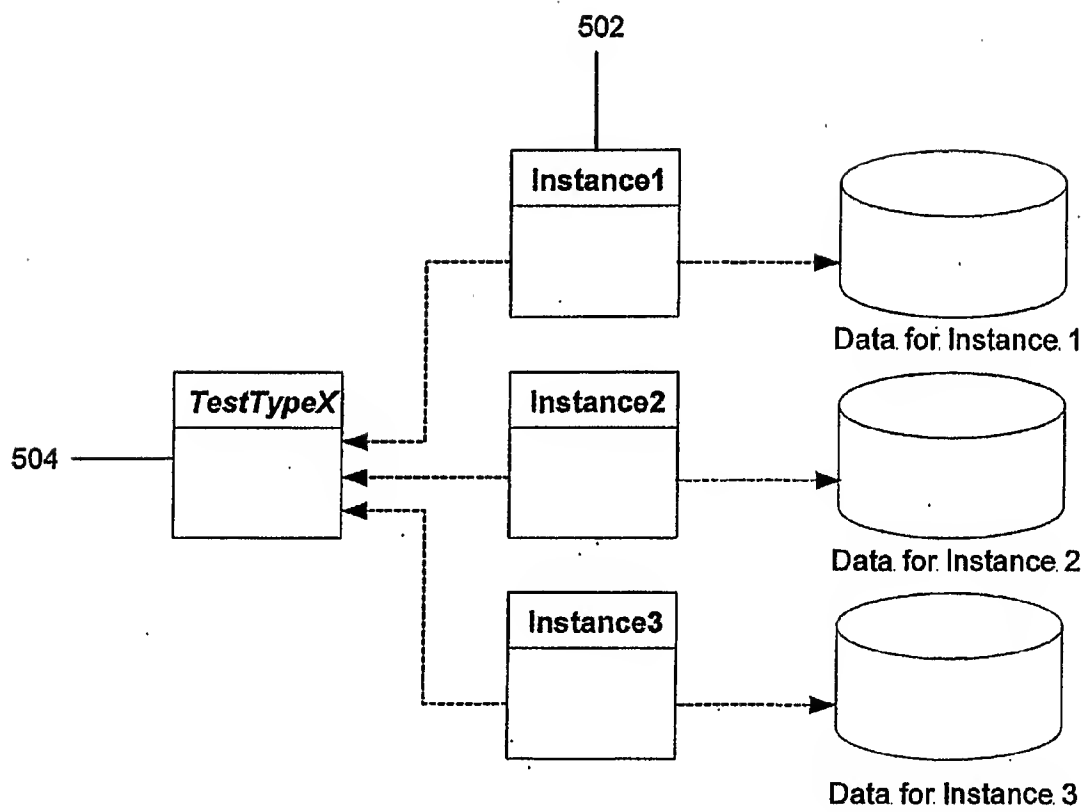 502
Instance1
Data for Instance 1
TestTypeX
Instance2
504
Data for Instance 2
Instance3
Data for Instance 3